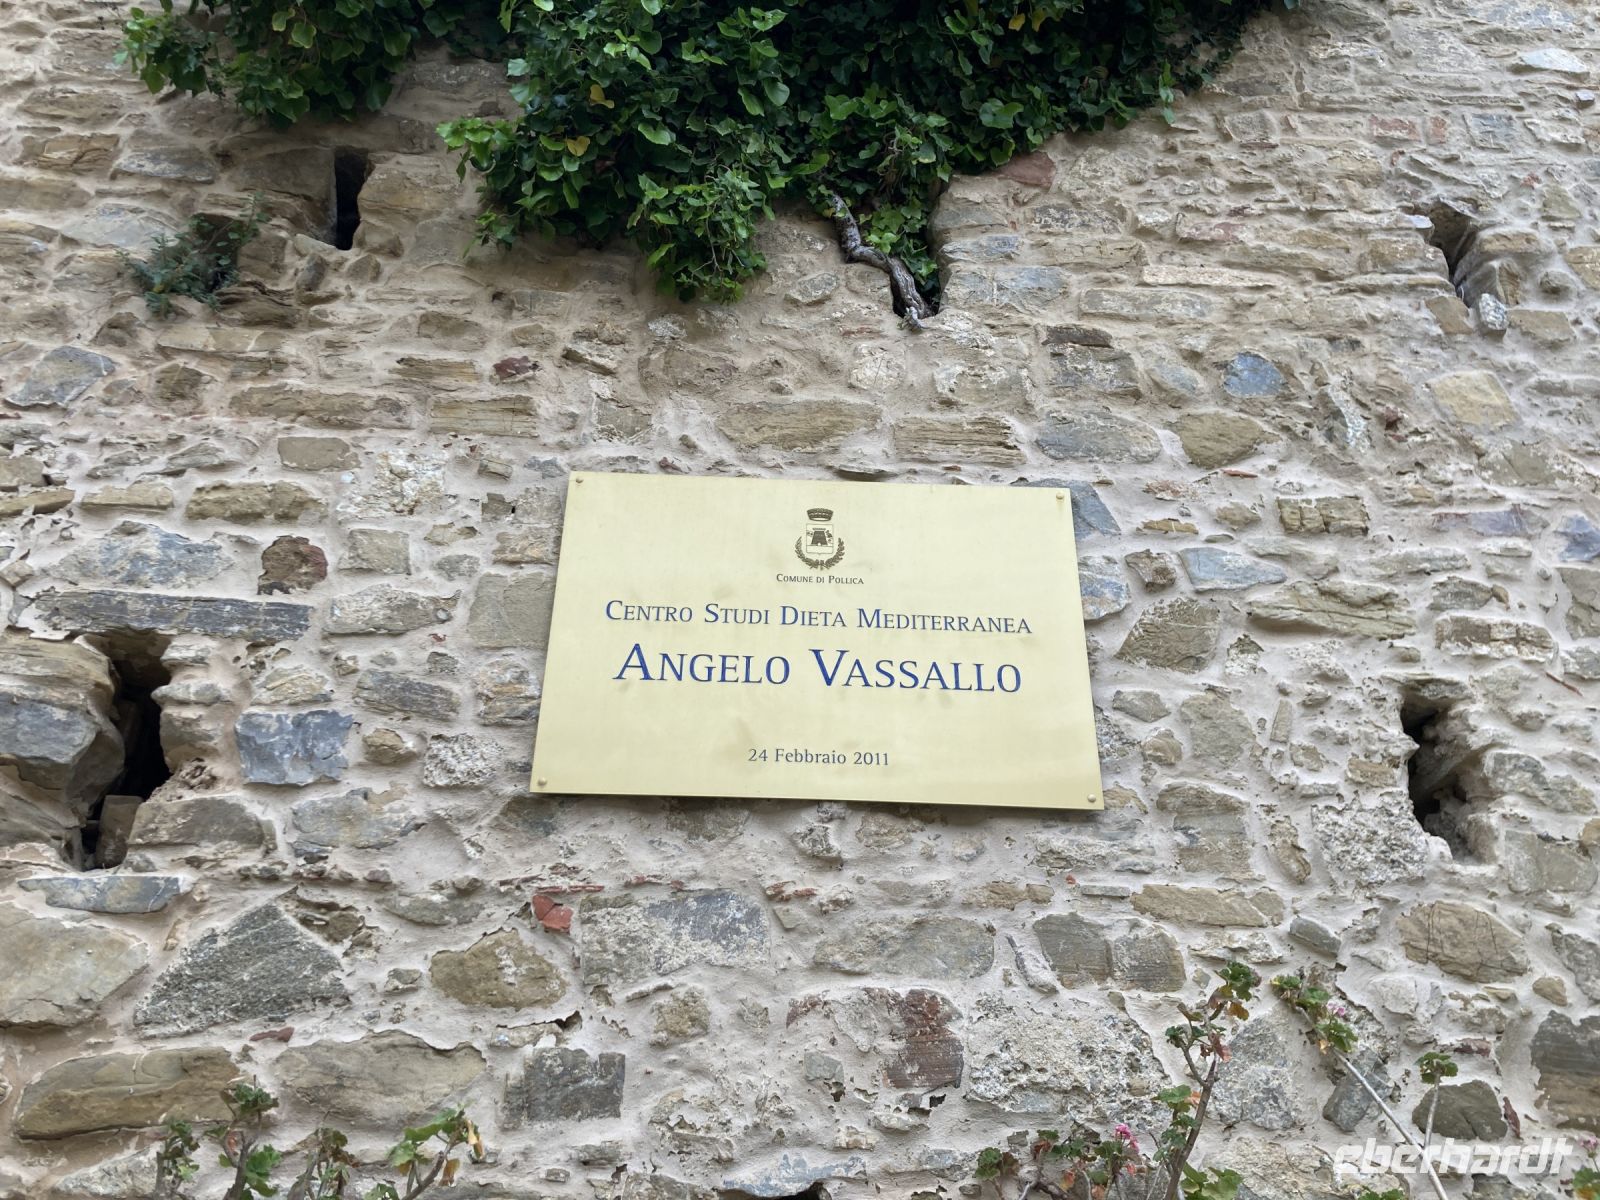 Comune di Pollica
Centro Studi Dieta Mediterranea
Angelo Vassallo
24 Febbraio 2011
eberhardt